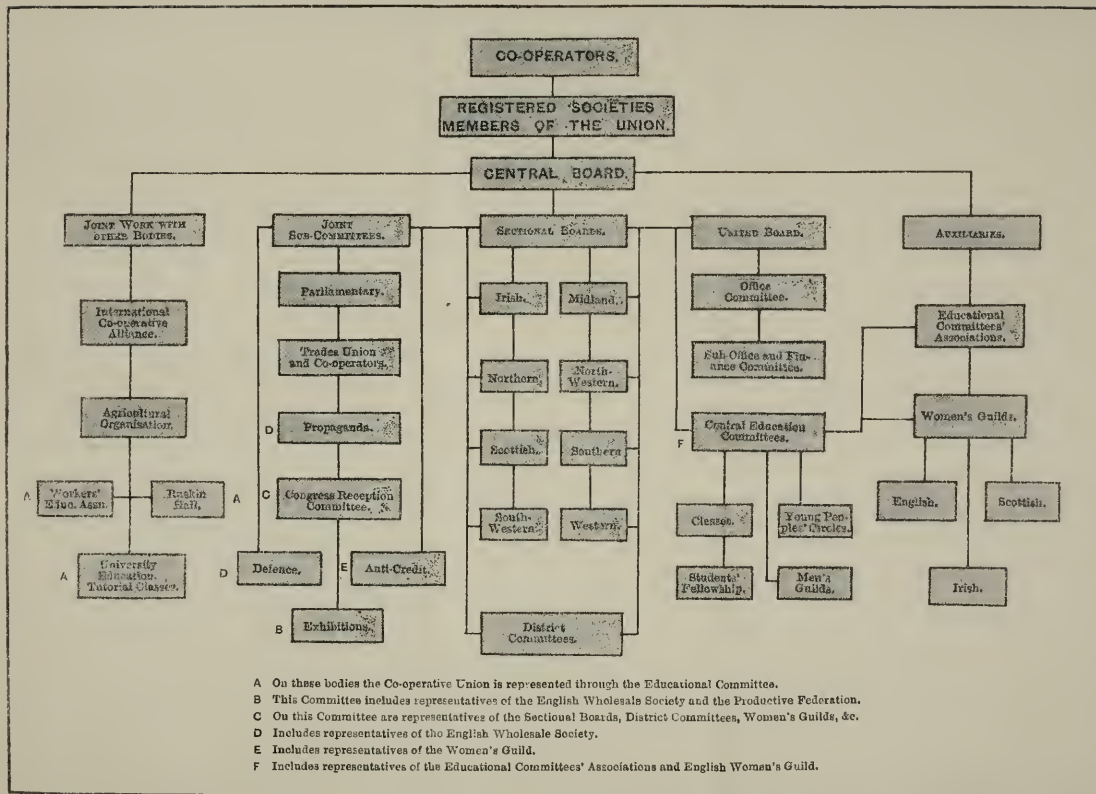 CO-OPERATORS.
REGISTERED SOCIETIES
MEMBERS OF THE UNION.
CENTRAL BOARD.
JOINT WORK WITH
OTHER BODIES.
JOINT
SUB-COMMITTEES.
SECTIONAL BOARDS.
UNITED BOARD.
AUXILIARIES.
International
Co-operative
Alliance.
Agricultural
Organisation.
A
Workers'
Educ. Assn.
Ruskin
Hall.
A
A
University
Education.
Tutorial Classes.
Parliamentary.
Trades Union
and Co-operators.
D
Propaganda.
C
Congress Reception
Committee.
D
Defence.
E
Anti-Credit.
B
Exhibitions.
Irish.
Midland.
Northern
North-
Western.
Scottish.
Southern
South-
Western.
Western.
District
Committees.
Office
Committee.
Sub-Office and Fin-
ance Committee.
F
Central Education
Committees.
Classes.
Young Peo-
ples' Circles.
Students'
Fellowship.
Men's
Guilds.
Educational
Committees'
Associations.
Women's Guilds.
English.
Scottish.
Irish.
A On these bodies the Co-operative Union is represented through the Educational Committee.
B This Committee includes representatives of the English Wholesale Society and the Productive Federation.
C On this Committee are representatives of the Sectional Boards, District Committees, Women's Guilds, &c.
D Includes representatives of the English Wholesale Society.
E Includes representatives of the Women's Guild.
F Includes representatives of the Educational Committees' Associations and English Women's Guild.